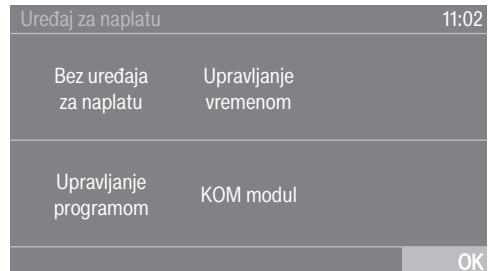 Uređaj za naplatu 11:02
Bez uređaja
za naplatu
Upravljanje
vremenom
Upravljanje
programom
KOM modul
OK